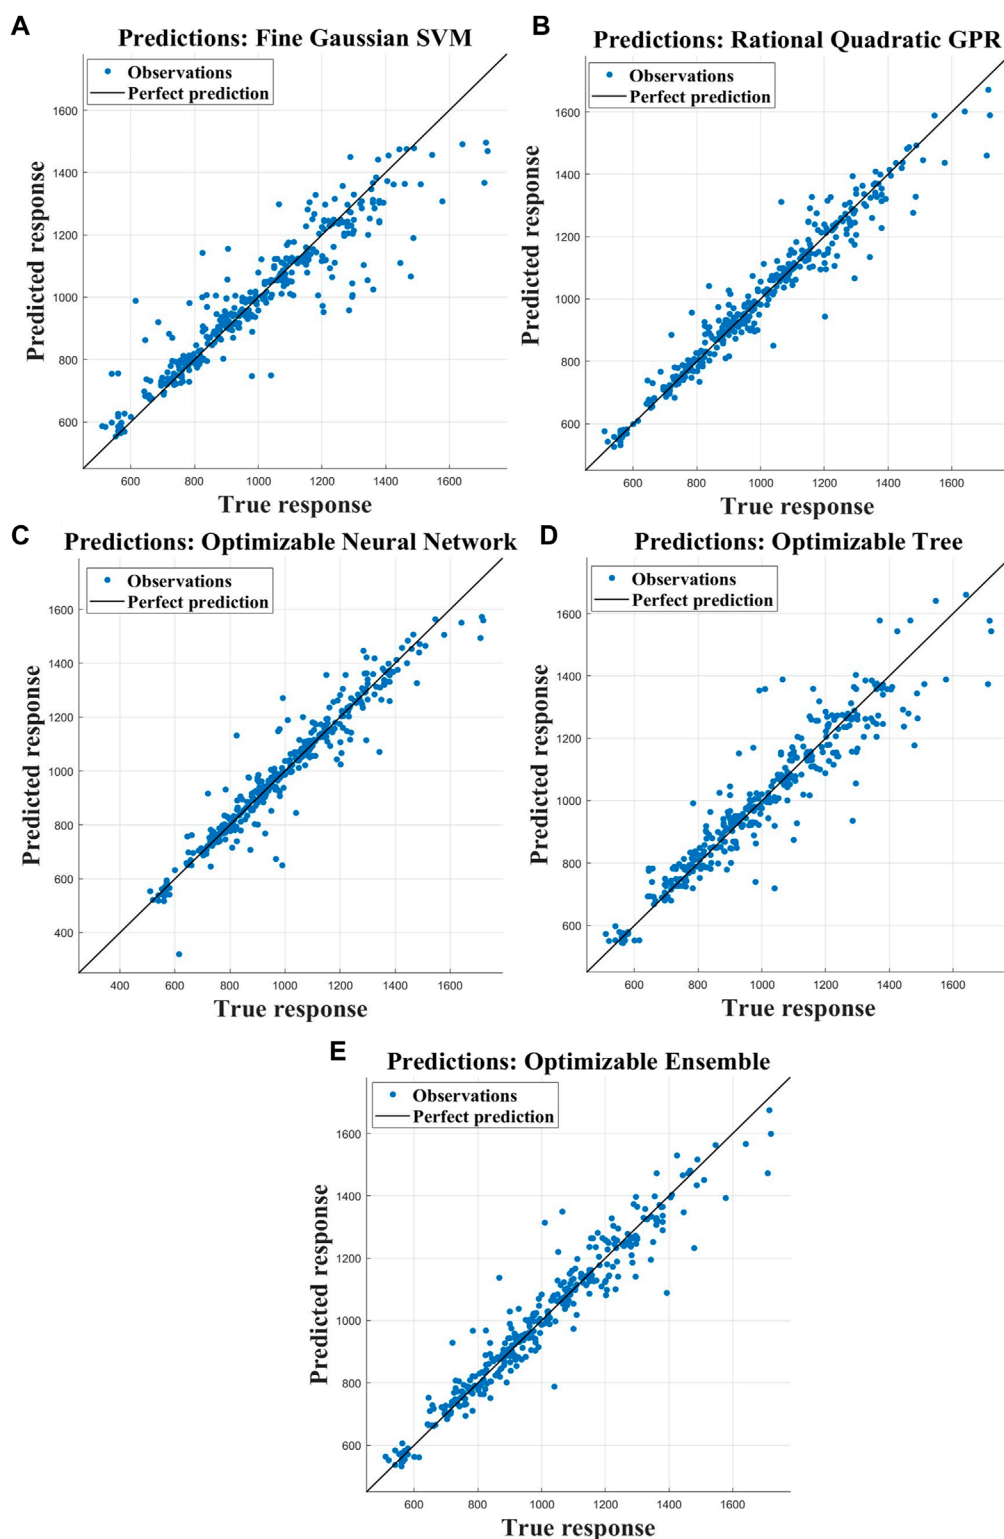 A
Predictions: Fine Gaussian SVM
Observations
Perfect prediction
1600
1400
1200
1000
800
600
Predicted response
600 800 1000 1200 1400 1600
True response
B
Predictions: Rational Quadratic GPR
Observations
Perfect prediction
1600
1400
1200
1000
800
600
Predicted response
600 800 1000 1200 1400 1600
True response
C
Predictions: Optimizable Neural Network
Observations
Perfect prediction
1600
1400
1200
1000
800
600
400
Predicted response
400 600 800 1000 1200 1400 1600
True response
D
Predictions: Optimizable Tree
Observations
Perfect prediction
1600
1400
1200
1000
800
600
Predicted response
600 800 1000 1200 1400 1600
True response
E
Predictions: Optimizable Ensemble
Observations
Perfect prediction
1600
1400
1200
1000
800
600
Predicted response
600 800 1000 1200 1400 1600
True response